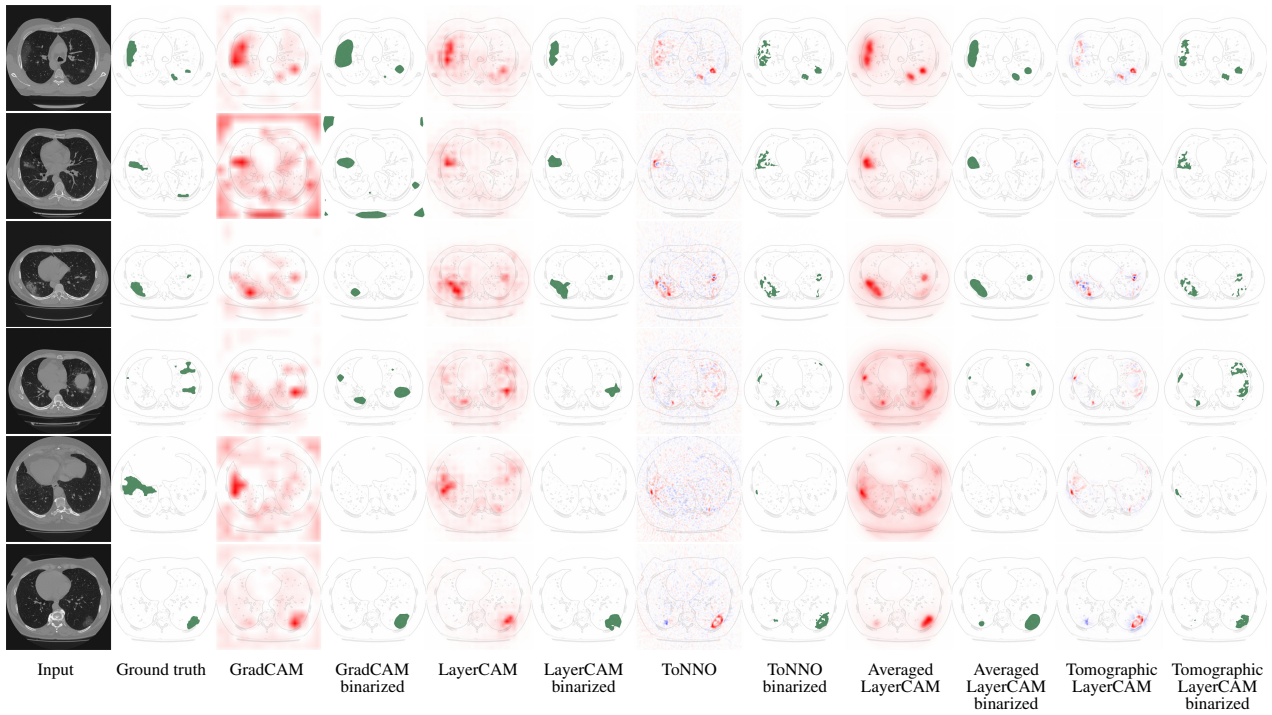 Input
Ground truth
GradCAM
GradCAM
binarized
LayerCAM
LayerCAM
binarized
ToNNO
ToNNO
binarized
Averaged
LayerCAM
Averaged
LayerCAM
binarized
Tomographic
LayerCAM
Tomographic
LayerCAM
binarized